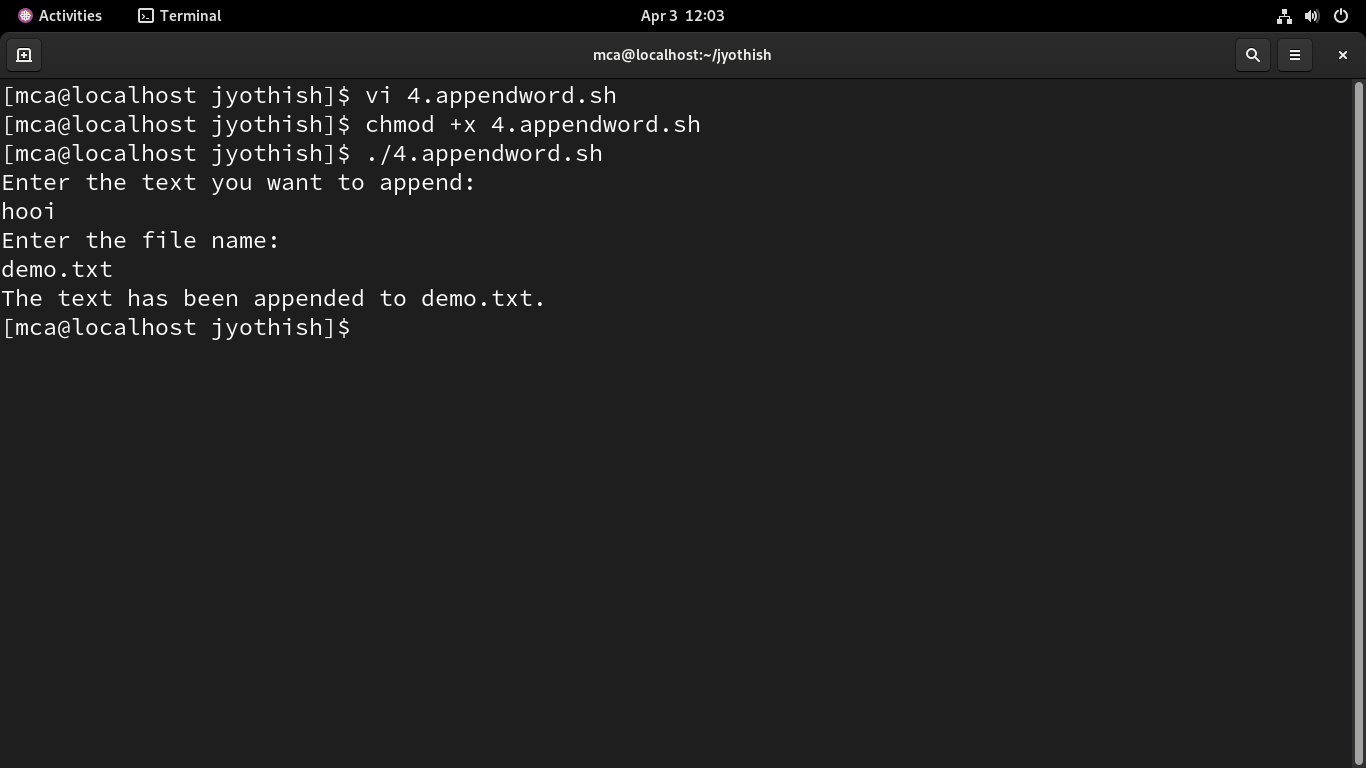 Activities Terminal Apr 3 12:03
mca@localhost:~/jyothish
[mca@localhost jyothish]$ vi 4.appendword.sh
[mca@localhost jyothish]$ chmod +x 4.appendword.sh
[mca@localhost jyothish]$ ./4.appendword.sh
Enter the text you want to append:
hooi
Enter the file name:
demo.txt
The text has been appended to demo.txt.
[mca@localhost jyothish]$